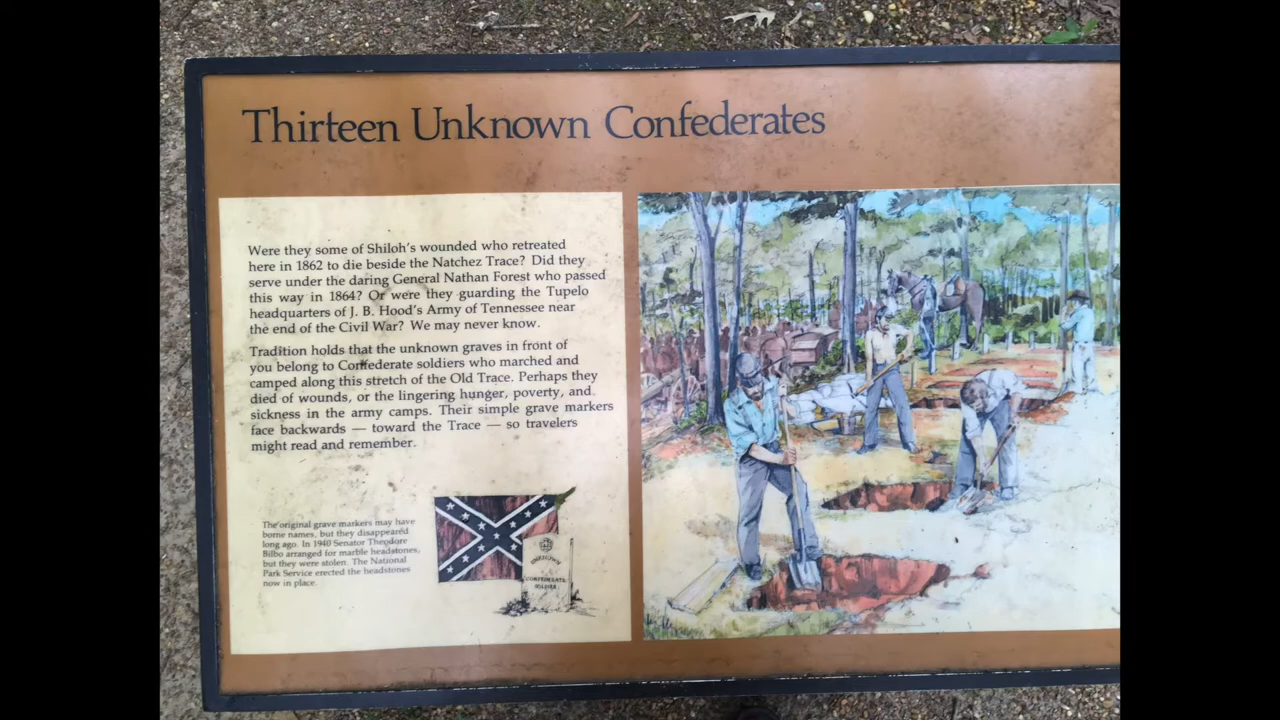 Thirteen Unknown Confederates
Were they some of Shiloh's wounded who retreated
here in 1862 to die beside the Natchez Trace? Did they
serve under the daring General Nathan Forest who passed
this way in 1864? Or were they guarding the Tupelo
headquarters of J. B. Hood's Army of Tennessee near
the end of the Civil War? We may never know.
Tradition holds that the unknown graves in front of
you belong to Confederate soldiers who marched and
camped along this stretch of the Old Trace. Perhaps they
died of wounds, or the lingering hunger, poverty, and
sickness in the army camps. Their simple grave markers
face backwards — toward the Trace — so travelers
might read and remember.
The original grave markers may have
borne names, but they disappeared
long ago. In 1940 Senator Theodore
Bilbo arranged for marble headstones,
but they were stolen. The National
Park Service erected the headstones
now in place.
UNKNOWN
CONFEDERATE
SOLDIER